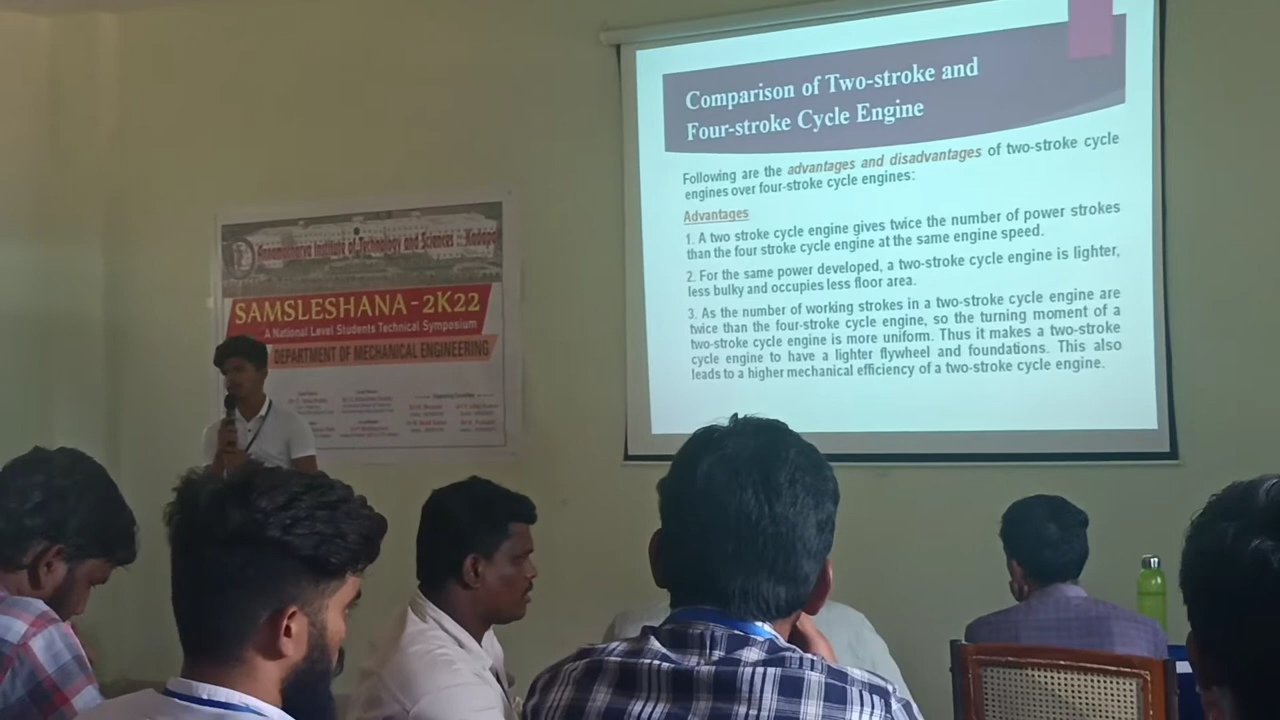 Annamacharya Institute of Technology and Sciences :: Kadapa
SAMSLESHANA - 2K22
A National Level Students Technical Symposium
DEPARTMENT OF MECHANICAL ENGINEERING
Comparison of Two-stroke and
Four-stroke Cycle Engine
Following are the advantages and disadvantages of two-stroke cycle
engines over four-stroke cycle engines:
Advantages
1. A two stroke cycle engine gives twice the number of power strokes
than the four stroke cycle engine at the same engine speed.
2. For the same power developed, a two-stroke cycle engine is lighter,
less bulky and occupies less floor area.
3. As the number of working strokes in a two-stroke cycle engine are
twice than the four-stroke cycle engine, so the turning moment of a
two-stroke cycle engine is more uniform. Thus it makes a two-stroke
cycle engine to have a lighter flywheel and foundations. This also
leads to a higher mechanical efficiency of a two-stroke cycle engine.